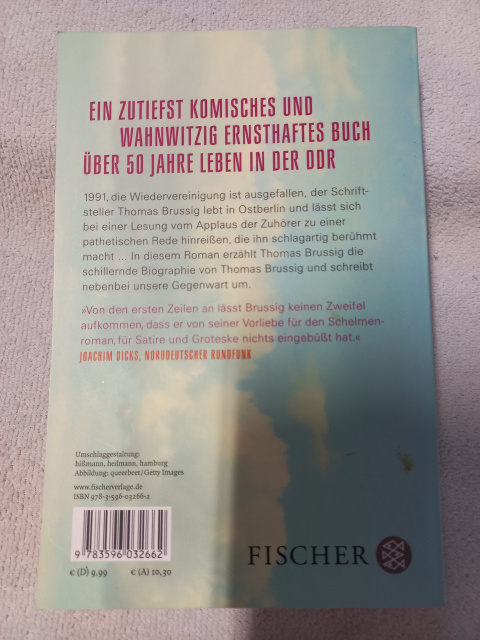 EIN ZUTIEFST KOMISCHES UND
WAHNWITZIG ERNSTHAFTES BUCH
ÜBER 50 JAHRE LEBEN IN DER DDR
1991, die Wiedervereinigung ist ausgefallen, der Schrift-
steller Thomas Brussig lebt in Ostberlin und lässt sich
bei einer Lesung vom Applaus der Zuhörer zu einer
pathetischen Rede hinreißen, die ihn schlagartig berühmt
macht ... In diesem Roman erzählt Thomas Brussig die
schillernde Biographie von Thomas Brussig und schreibt
nebenbei unsere Gegenwart um.
»Von den ersten Zeilen an lässt Brussig keinen Zweifel
aufkommen, dass er von seiner Vorliebe für den Schelmen-
roman, für Satire und Groteske nichts eingebüßt hat.«
JOACHIM DICKS, NORDDEUTSCHER RUNDFUNK
Umschlaggestaltung:
hißmann, heilmann, hamburg
Abbildung: queerbeet/Getty Images
www.fischerverlage.de
ISBN 978-3-596-03266-2
9 783596 032662
€ (D) 9,99 € (A) 10,30
FISCHER